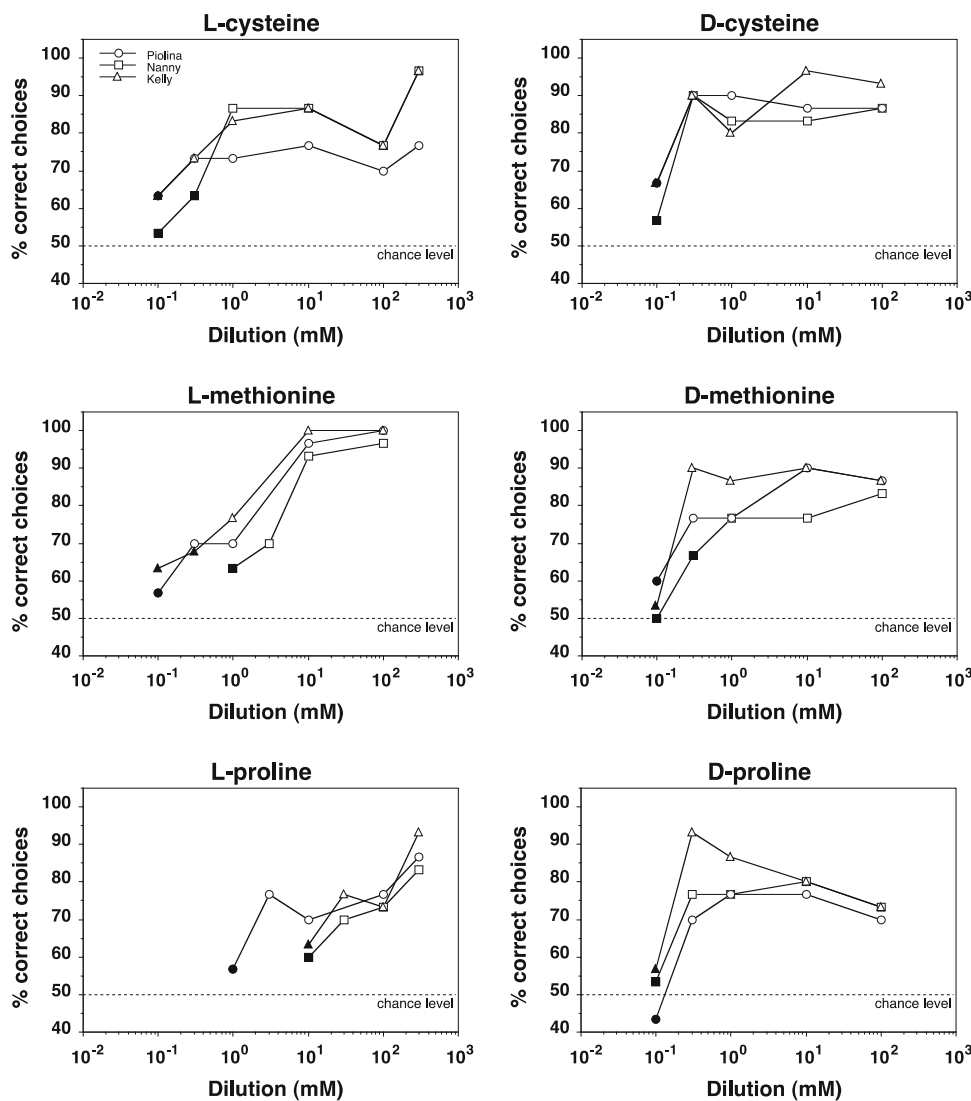 L-cysteine
Piolina
Nanny
Kelly
% correct choices
100
90
80
70
60
50
40
chance level
10-2
10-1
100
101
102
103
Dilution (mM)
D-cysteine
% correct choices
100
90
80
70
60
50
40
chance level
10-2
10-1
100
101
102
103
Dilution (mM)
L-methionine
% correct choices
100
90
80
70
60
50
40
chance level
10-2
10-1
100
101
102
103
Dilution (mM)
D-methionine
% correct choices
100
90
80
70
60
50
40
chance level
10-2
10-1
100
101
102
103
Dilution (mM)
L-proline
% correct choices
100
90
80
70
60
50
40
chance level
10-2
10-1
100
101
102
103
Dilution (mM)
D-proline
% correct choices
100
90
80
70
60
50
40
chance level
10-2
10-1
100
101
102
103
Dilution (mM)